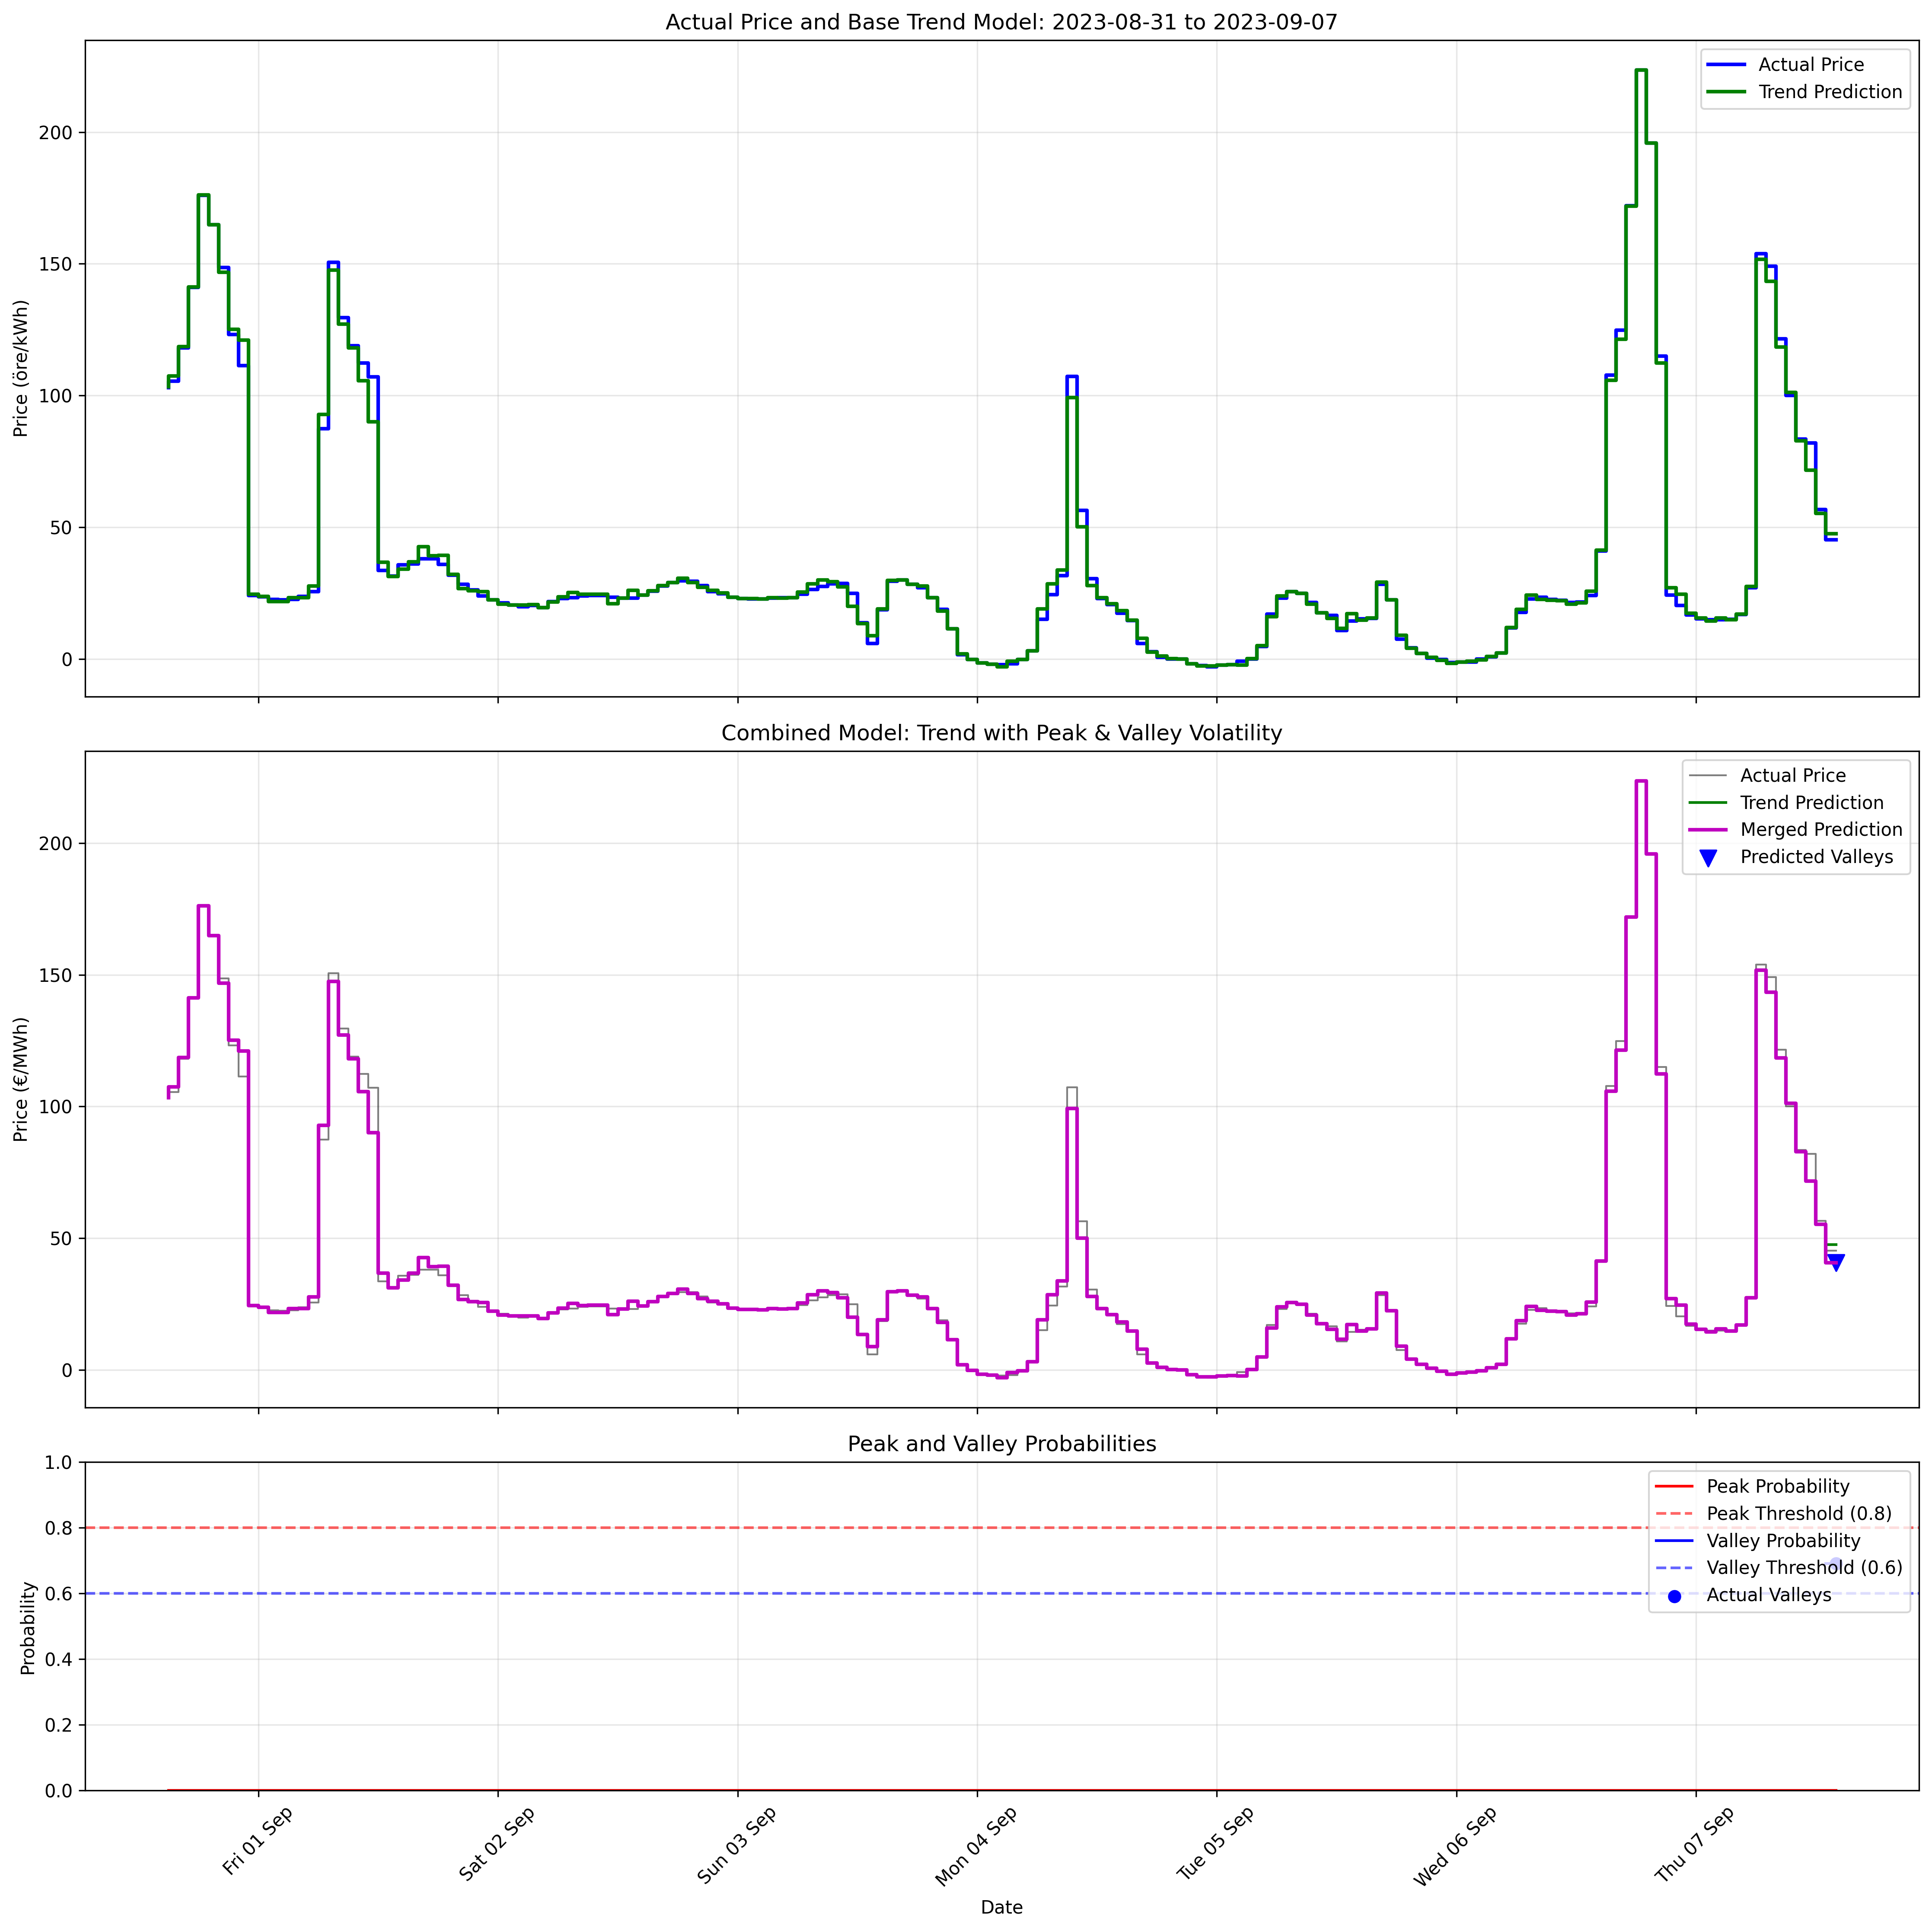 Actual Price and Base Trend Model: 2023-08-31 to 2023-09-07
Price (öre/kWh)
200
150
100
50
0
Actual Price
Trend Prediction
Combined Model: Trend with Peak & Valley Volatility
Price (€/MWh)
200
150
100
50
0
Actual Price
Trend Prediction
Merged Prediction
Predicted Valleys
Peak and Valley Probabilities
Probability
1.0
0.8
0.6
0.4
0.2
0.0
Peak Probability
Peak Threshold (0.8)
Valley Probability
Valley Threshold (0.6)
Actual Valleys
Fri 01 Sep
Sat 02 Sep
Sun 03 Sep
Mon 04 Sep
Tue 05 Sep
Wed 06 Sep
Thu 07 Sep
Date